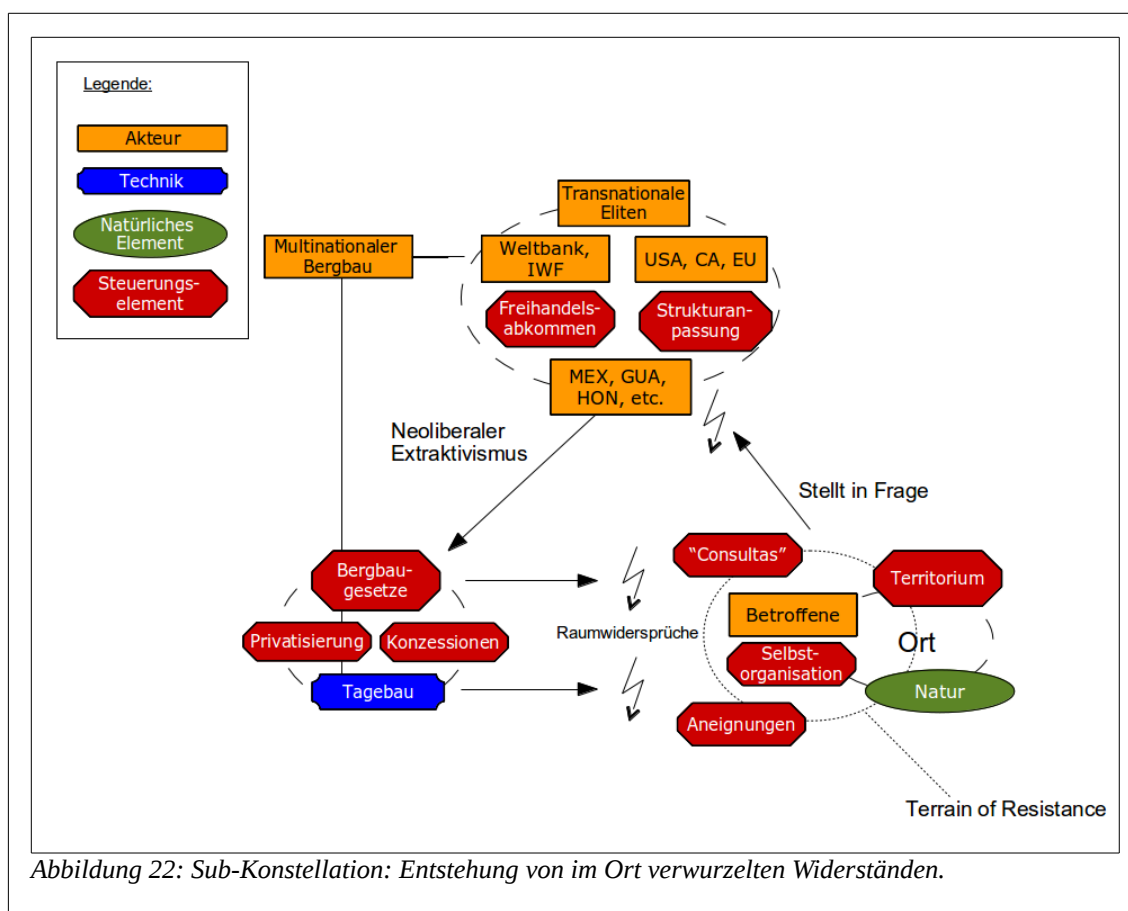 Legende:
Akteur
Technik
Natürliches
Element
Steuerungs-
element
Transnationale
Eliten
Multinationaler
Bergbau
Weltbank,
IWF
USA, CA, EU
Freihandels-
abkommen
Strukturan-
passung
MEX, GUA,
HON, etc.
Neoliberaler
Extraktivismus
Stellt in Frage
Bergbau-
gesetze
Privatisierung
Konzessionen
Tagebau
Raumwidersprüche
"Consultas"
Territorium
Betroffene
Ort
Selbst-
organisation
Natur
Aneignungen
Terrain of Resistance
Abbildung 22: Sub-Konstellation: Entstehung von im Ort verwurzelten Widerständen.